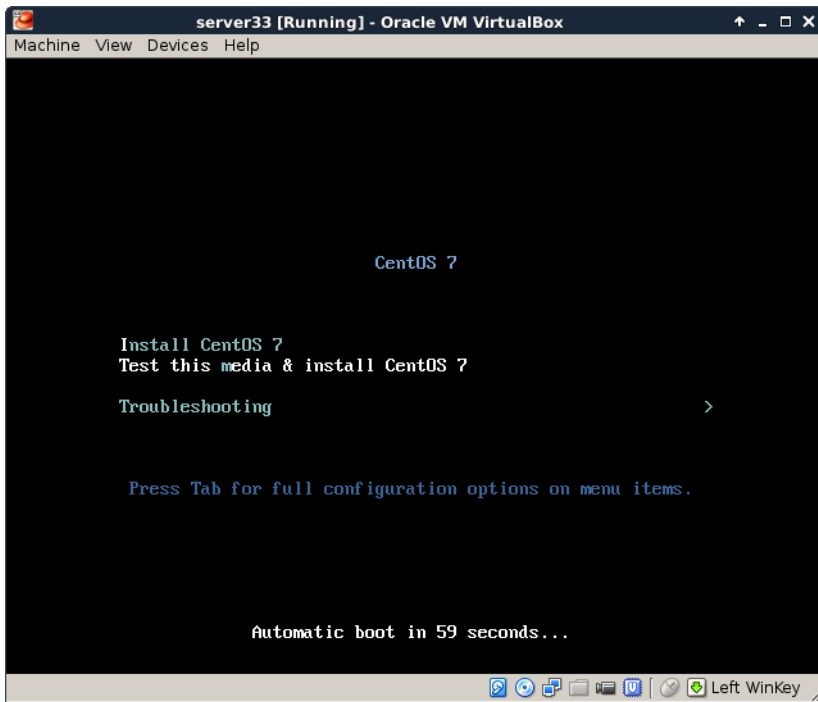 server33 [Running] - Oracle VM VirtualBox
Machine View Devices Help
CentOS 7
Install CentOS 7
Test this media & install CentOS 7
Troubleshooting >
Press Tab for full configuration options on menu items.
Automatic boot in 59 seconds...
Left WinKey